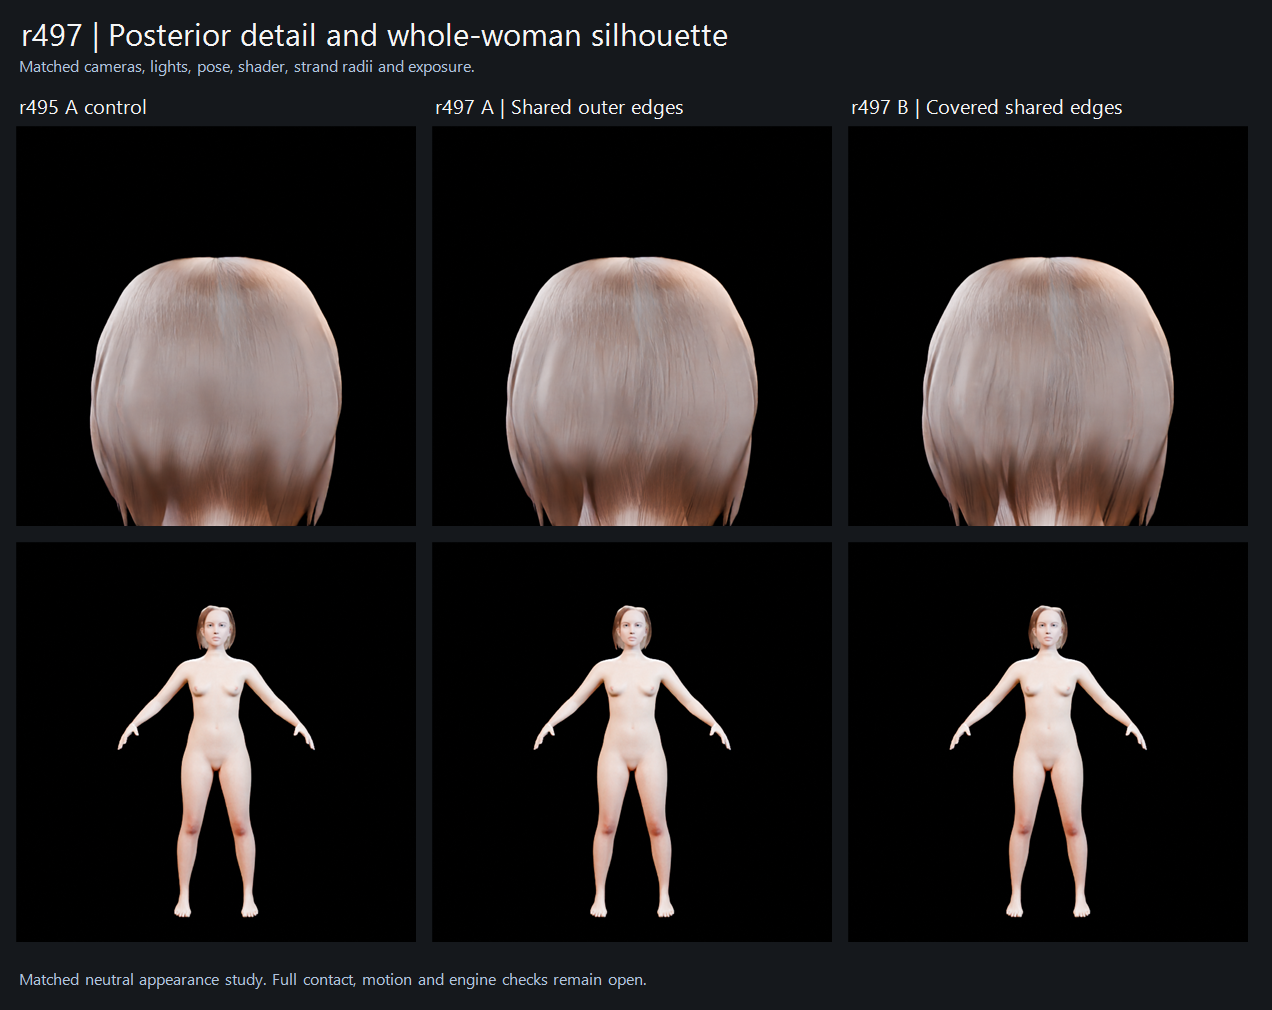 r497 | Posterior detail and whole-woman silhouette
Matched cameras, lights, pose, shader, strand radii and exposure.
r495 A control
r497 A | Shared outer edges
r497 B | Covered shared edges
Matched neutral appearance study. Full contact, motion and engine checks remain open.